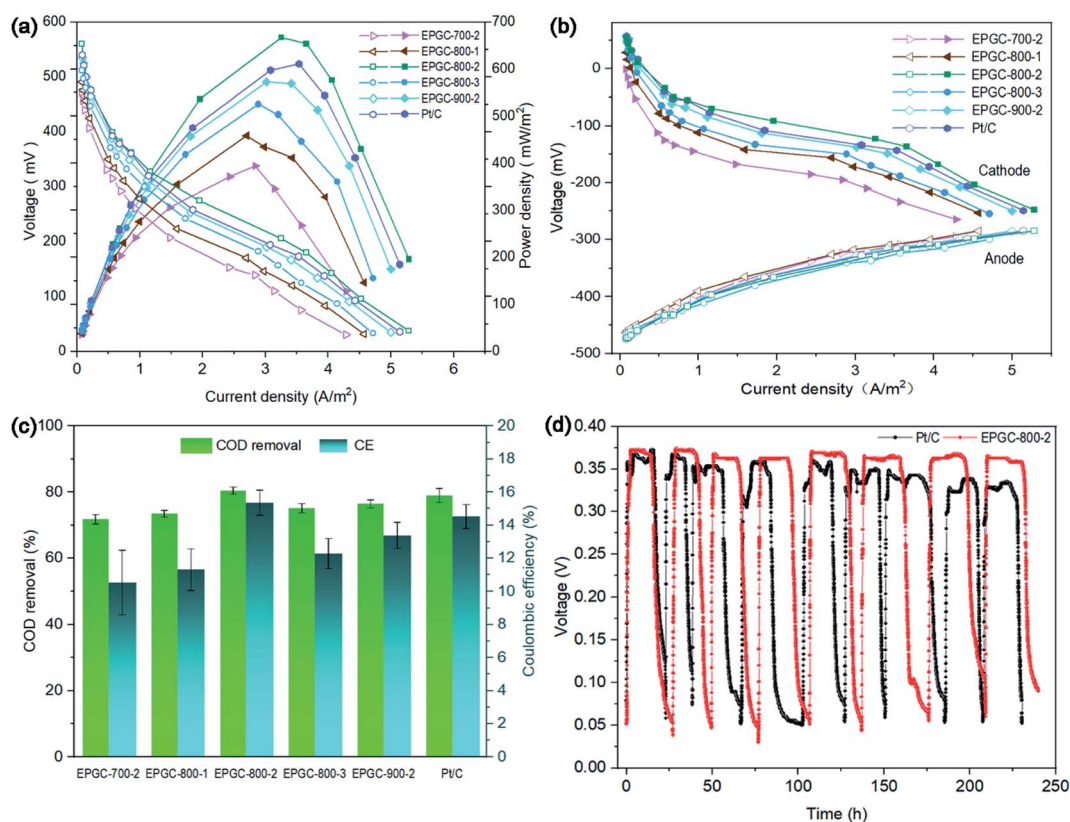 (a)
600
500
400
300
200
100
0
Voltage ( mV)
0
1
2
3
4
5
6
Current density (A/m²)
700
600
500
400
300
200
100
0
Power density (mW/m²)
EPGC-700-2
EPGC-800-1
EPGC-800-2
EPGC-800-3
EPGC-900-2
Pt/C
(b)
0
-100
-200
-300
-400
-500
Voltage (mV)
0
1
2
3
4
5
Current density（A/m²）
EPGC-700-2
EPGC-800-1
EPGC-800-2
EPGC-800-3
EPGC-900-2
Pt/C
Cathode
Anode
(c)
100
80
60
40
20
0
COD removal (%)
COD removal
CE
20
18
16
14
12
10
8
6
4
2
0
Coulombic efficiency (%)
EPGC-700-2
EPGC-800-1
EPGC-800-2
EPGC-800-3
EPGC-900-2
Pt/C
(d)
0.40
0.35
0.30
0.25
0.20
0.15
0.10
0.05
0.00
Voltage (V)
Pt/C
EPGC-800-2
0
50
100
150
200
250
Time (h)